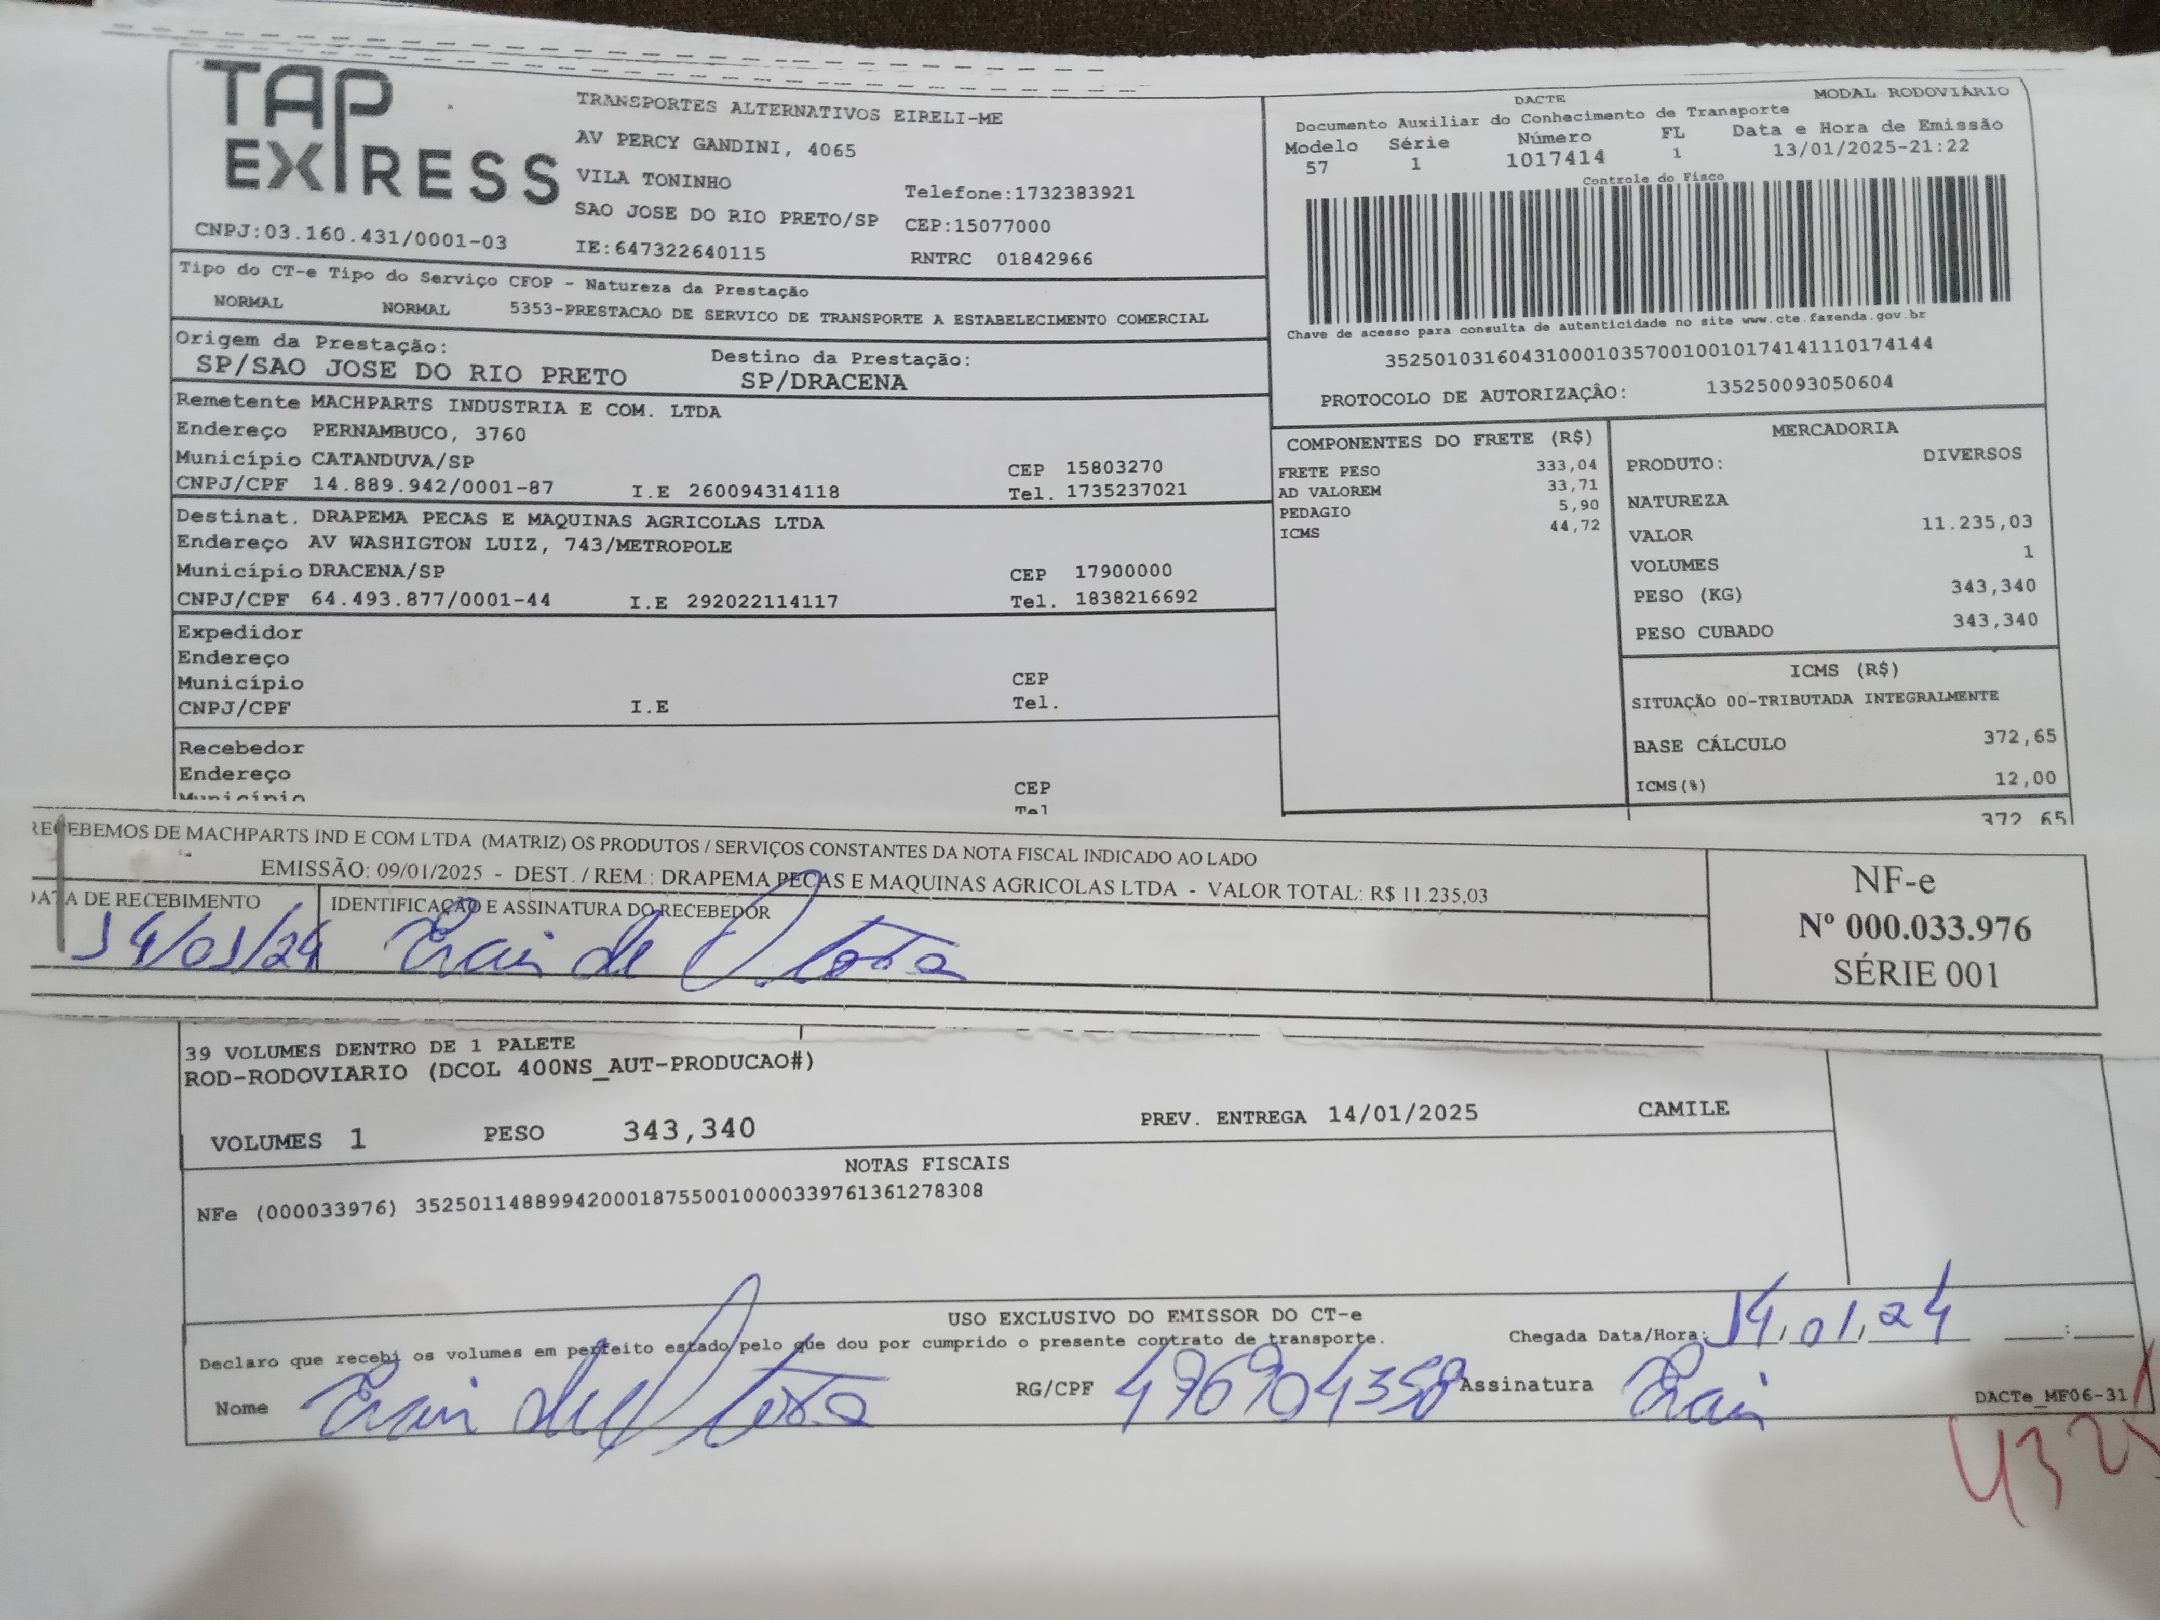 TAP EXPRESS
TRANSPORTES ALTERNATIVOS EIRELI-ME
AV PERCY GANDINI, 4065
VILA TONINHO
Telefone:1732383921
SAO JOSE DO RIO PRETO/SP CEP:15077000
CNPJ:03.160.431/0001-03
IE:647322640115
RNTRC 01842966
DACTE
MODAL RODOVIÁRIO
Documento Auxiliar do Conhecimento de Transporte
Modelo Série Número FL Data e Hora de Emissão
57 1 1017414 1 13/01/2025-21:22
Controle do Fisco
Chave de acesso para consulta de autenticidade no site www.cte.fazenda.gov.br
35250103160431000103570010010174141110174144
PROTOCOLO DE AUTORIZAÇÃO: 135250093050604
Tipo do CT-e Tipo do Serviço CFOP - Natureza da Prestação
NORMAL NORMAL 5353-PRESTACAO DE SERVICO DE TRANSPORTE A ESTABELECIMENTO COMERCIAL
Origem da Prestação: Destino da Prestação:
SP/SAO JOSE DO RIO PRETO SP/DRACENA
Remetente MACHPARTS INDUSTRIA E COM. LTDA
Endereço PERNAMBUCO, 3760
Município CATANDUVA/SP CEP 15803270
CNPJ/CPF 14.889.942/0001-87 I.E 260094314118 Tel. 1735237021
Destinat. DRAPEMA PECAS E MAQUINAS AGRICOLAS LTDA
Endereço AV WASHIGTON LUIZ, 743/METROPOLE
Município DRACENA/SP CEP 17900000
CNPJ/CPF 64.493.877/0001-44 I.E 292022114117 Tel. 1838216692
Expedidor
Endereço
Município CEP
CNPJ/CPF I.E Tel.
Recebedor
Endereço
Município CEP
Tel
COMPONENTES DO FRETE (R$)
FRETE PESO 333,04
AD VALOREM 33,71
PEDAGIO 5,90
ICMS 44,72
MERCADORIA
PRODUTO: DIVERSOS
NATUREZA
VALOR 11.235,03
VOLUMES 1
PESO (KG) 343,340
PESO CUBADO 343,340
ICMS (R$)
SITUAÇÃO 00-TRIBUTADA INTEGRALMENTE
BASE CÁLCULO 372,65
ICMS(%) 12,00
372,65
RECEBEMOS DE MACHPARTS IND E COM LTDA (MATRIZ) OS PRODUTOS / SERVIÇOS CONSTANTES DA NOTA FISCAL INDICADO AO LADO
EMISSÃO: 09/01/2025 - DEST. / REM.: DRAPEMA PECAS E MAQUINAS AGRICOLAS LTDA - VALOR TOTAL: R$ 11.235,03
DATA DE RECEBIMENTO IDENTIFICAÇÃO E ASSINATURA DO RECEBEDOR
14/01/24
NF-e
Nº 000.033.976
SÉRIE 001
39 VOLUMES DENTRO DE 1 PALETE
ROD-RODOVIARIO (DCOL 400NS_AUT-PRODUCAO#)
VOLUMES 1 PESO 343,340 PREV. ENTREGA 14/01/2025 CAMILE
NOTAS FISCAIS
NFe (000033976) 35250114889942000187550010000339761361278308
USO EXCLUSIVO DO EMISSOR DO CT-e
Declaro que recebi os volumes em perfeito estado pelo que dou por cumprido o presente contrato de transporte. Chegada Data/Hora: 14/01/24 :
Nome RG/CPF 496904358 Assinatura
DACTe_MF06-31